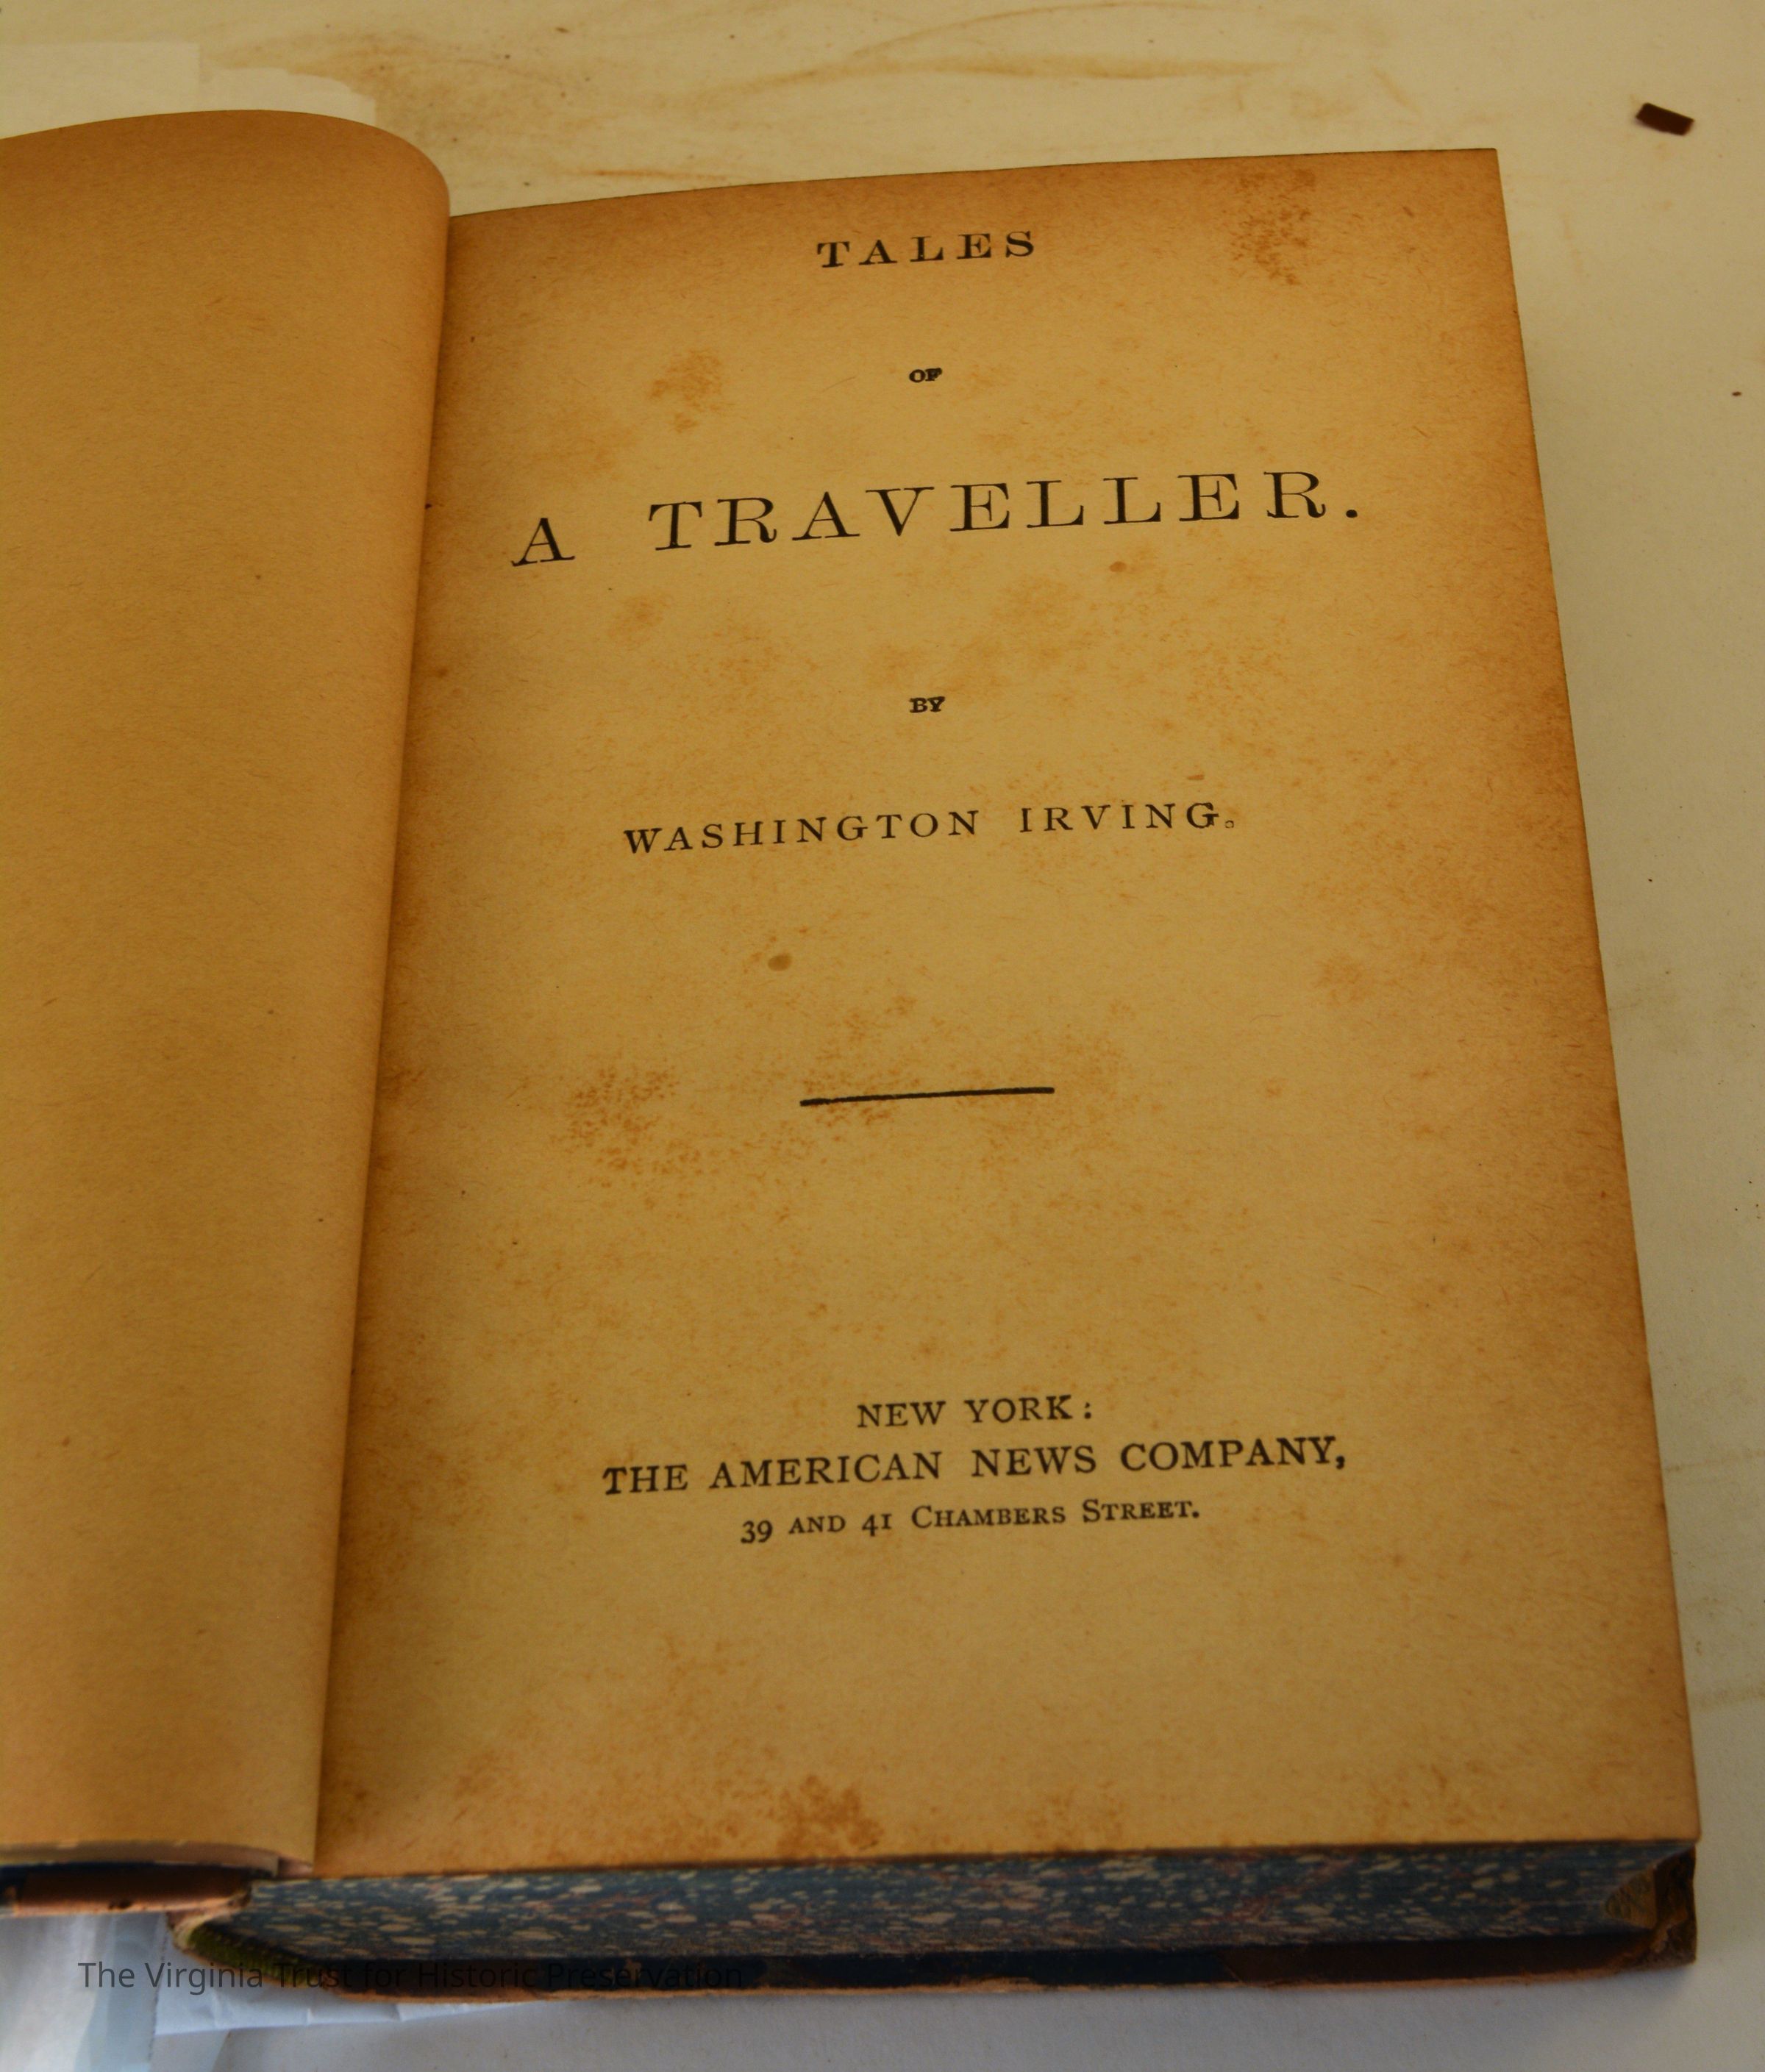 TALES
OF
A TRAVELLER.
BY
WASHINGTON IRVING.
NEW YORK:
THE AMERICAN NEWS COMPANY,
39 AND 41 CHAMBERS STREET.
The Virginia Trust for Historic Preservation